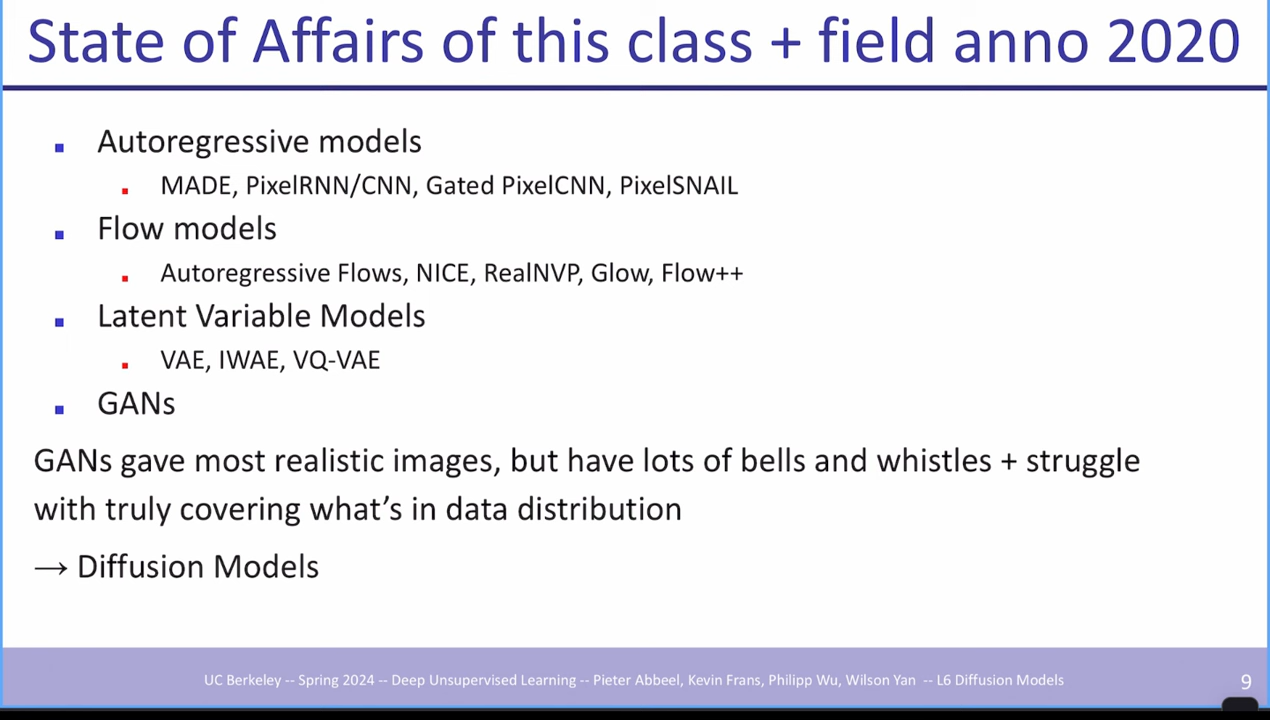 State of Affairs of this class + field anno 2020
Autoregressive models
MADE, PixelRNN/CNN, Gated PixelCNN, PixelSNAIL
Flow models
Autoregressive Flows, NICE, RealNVP, Glow, Flow++
Latent Variable Models
VAE, IWAE, VQ-VAE
GANs
GANs gave most realistic images, but have lots of bells and whistles + struggle
with truly covering what’s in data distribution
→ Diffusion Models
UC Berkeley -- Spring 2024 -- Deep Unsupervised Learning -- Pieter Abbeel, Kevin Frans, Philipp Wu, Wilson Yan -- L6 Diffusion Models
9